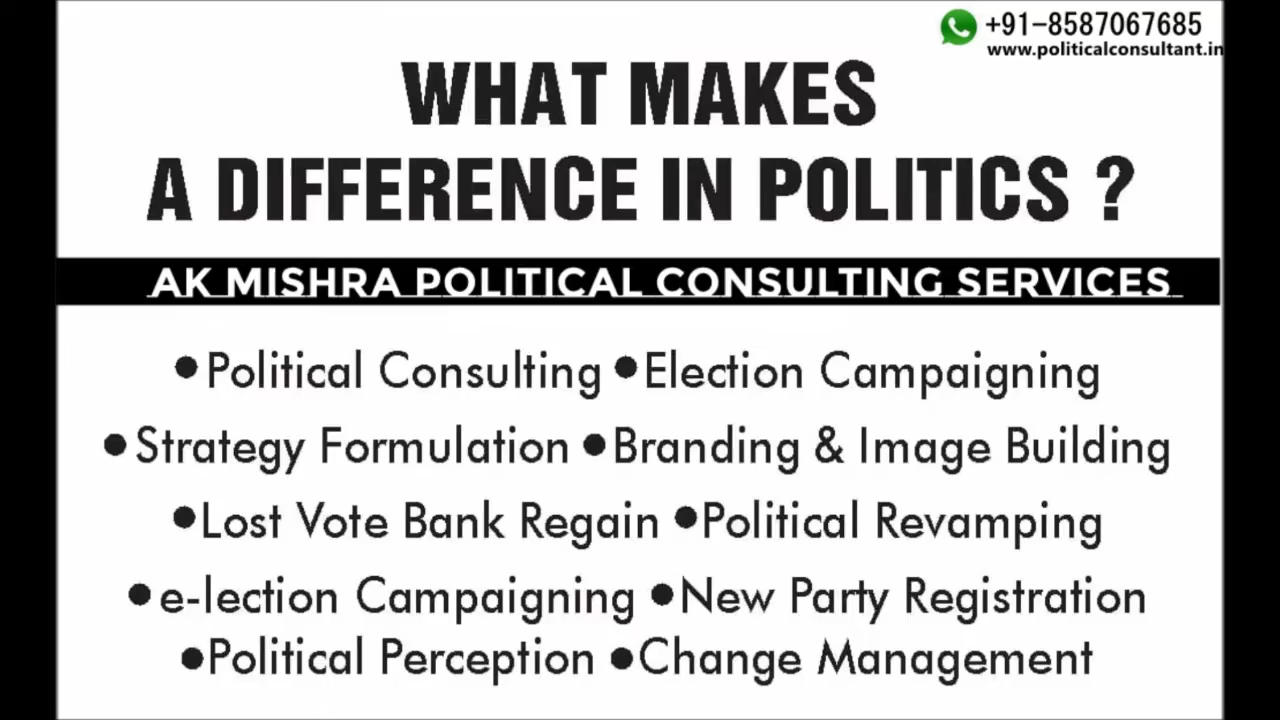 +91-8587067685
www.politicalconsultant.in
WHAT MAKES
A DIFFERENCE IN POLITICS ?
AK MISHRA POLITICAL CONSULTING SERVICES
•Political Consulting •Election Campaigning
•Strategy Formulation •Branding & Image Building
•Lost Vote Bank Regain •Political Revamping
•e-lection Campaigning •New Party Registration
•Political Perception •Change Management